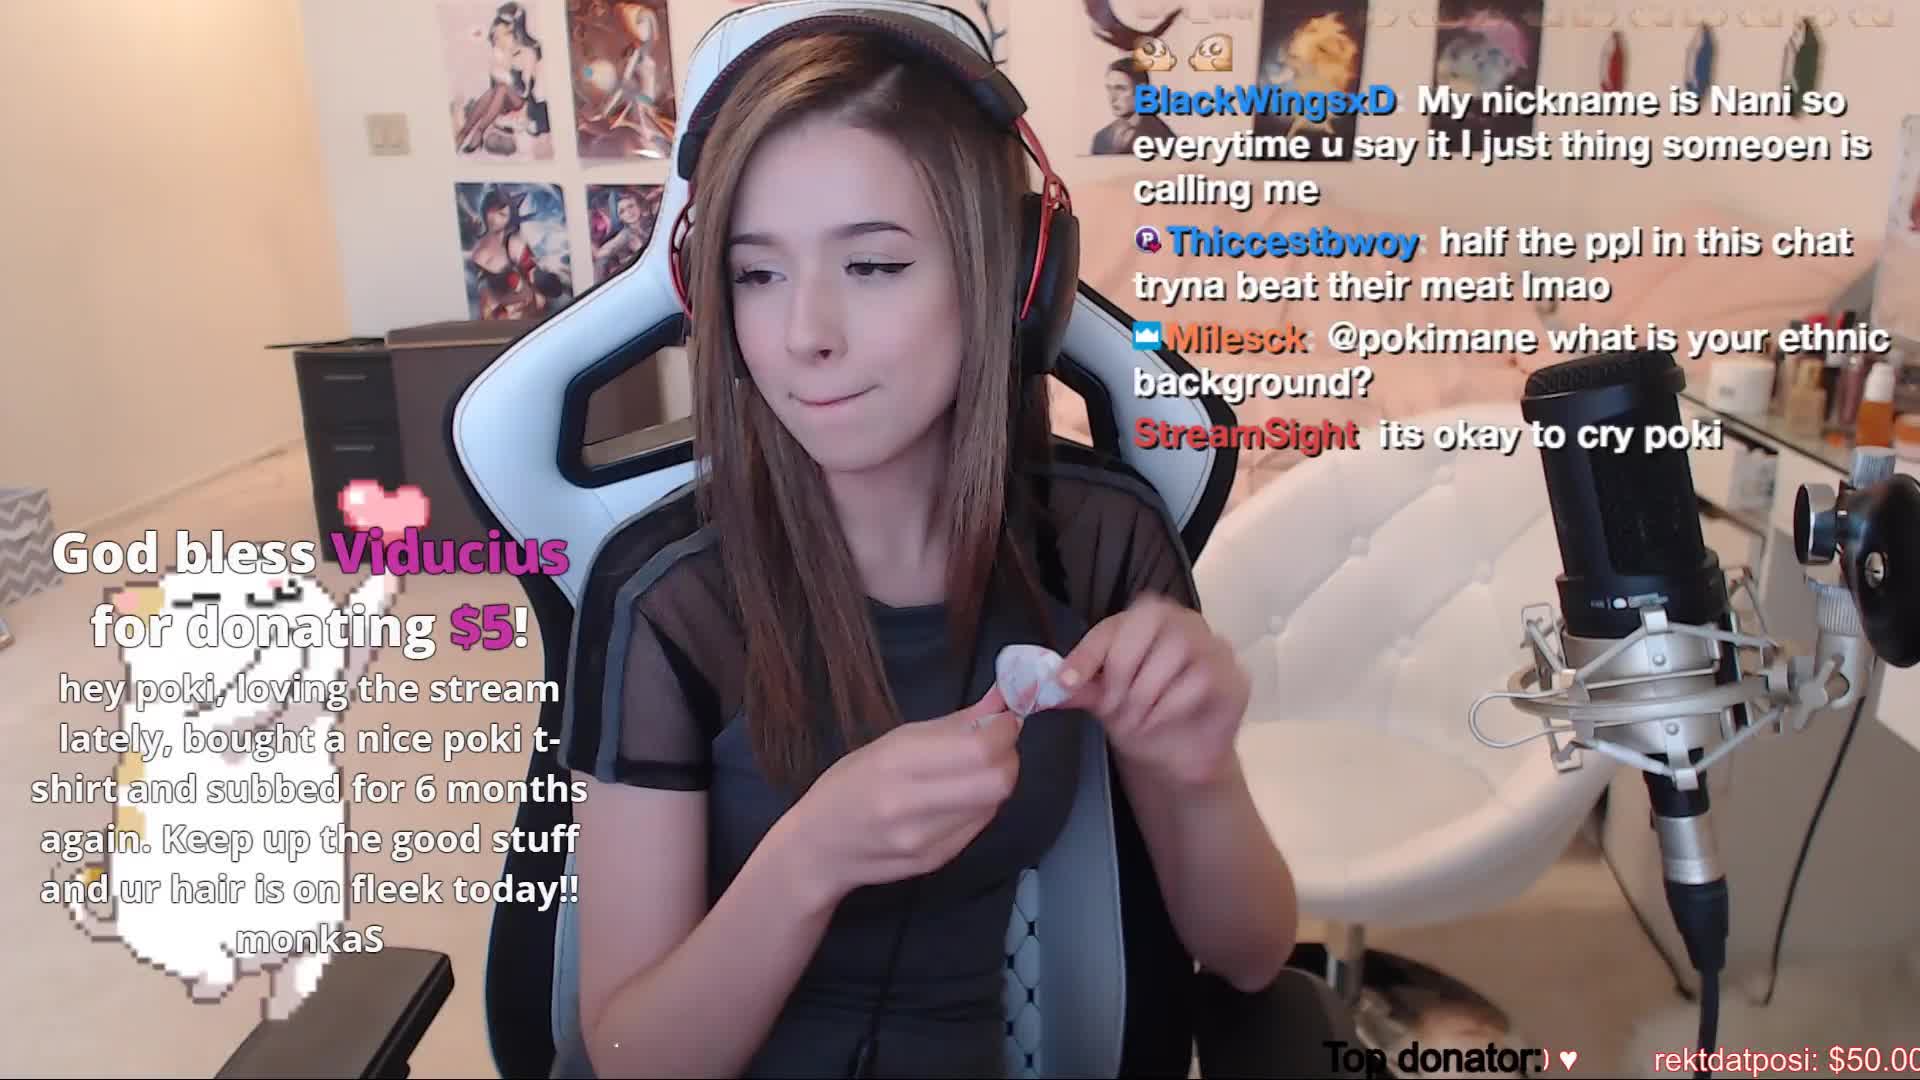 BlackWingsxD: My nickname is Nani so
everytime u say it I just thing someoen is
calling me
Thiccestbwoy: half the ppl in this chat
tryna beat their meat lmao
Milesck: @pokimane what is your ethnic
background?
StreamSight its okay to cry poki
God bless Viducius
for donating $5!
hey poki, loving the stream
lately, bought a nice poki t-
shirt and subbed for 6 months
again. Keep up the good stuff
and ur hair is on fleek today!!
monkaS
Top donator:) ♥ rektdatposi: $50.00